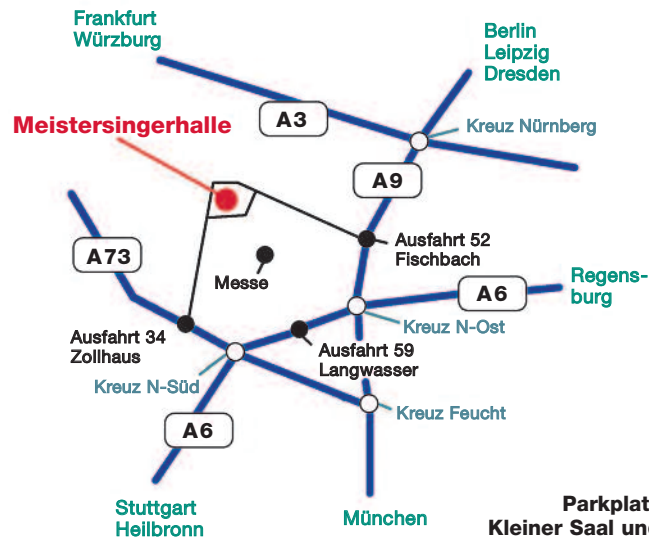 Frankfurt
Würzburg
Berlin
Leipzig
Dresden
A3
Meistersingerhalle
Kreuz Nürnberg
A9
Ausfahrt 52
Fischbach
A73
Messe
Regens-
burg
A6
Kreuz N-Ost
Ausfahrt 34
Zollhaus
Ausfahrt 59
Langwasser
Kreuz N-Süd
A6
Kreuz Feucht
Stuttgart
Heilbronn
München
Parkplat
Kleiner Saal un